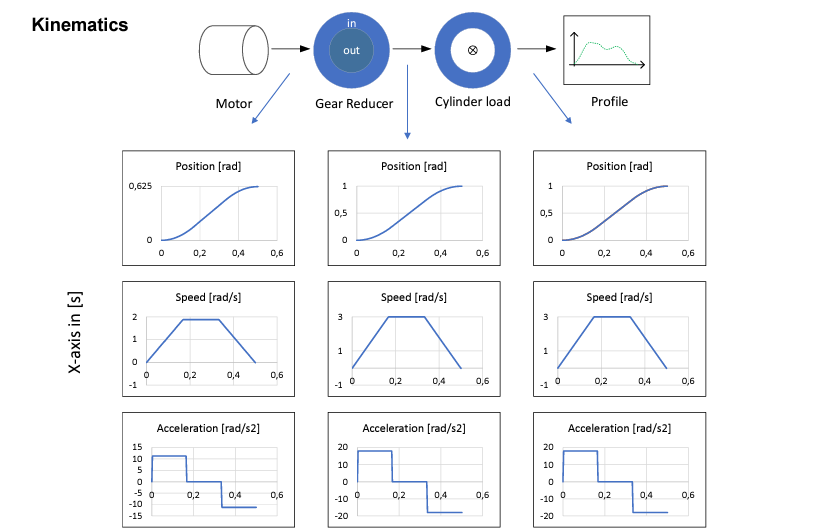 Kinematics
in
out
Motor
Gear Reducer
Cylinder load
Profile
X-axis in [s]
Position [rad]
0,625
0
0 0,2 0,4 0,6
Position [rad]
1
0,5
0
0 0,2 0,4 0,6
Position [rad]
1
0,5
0
0 0,2 0,4 0,6
Speed [rad/s]
2
1
0
-1
0 0,2 0,4 0,6
Speed [rad/s]
3
1
-1
0 0,2 0,4 0,6
Speed [rad/s]
3
1
-1
0 0,2 0,4 0,6
Acceleration [rad/s2]
15
10
5
0
-5
-10
-15
0 0,2 0,4 0,6
Acceleration [rad/s2]
20
10
0
-10
-20
0 0,2 0,4 0,6
Acceleration [rad/s2]
20
10
0
-10
-20
0 0,2 0,4 0,6